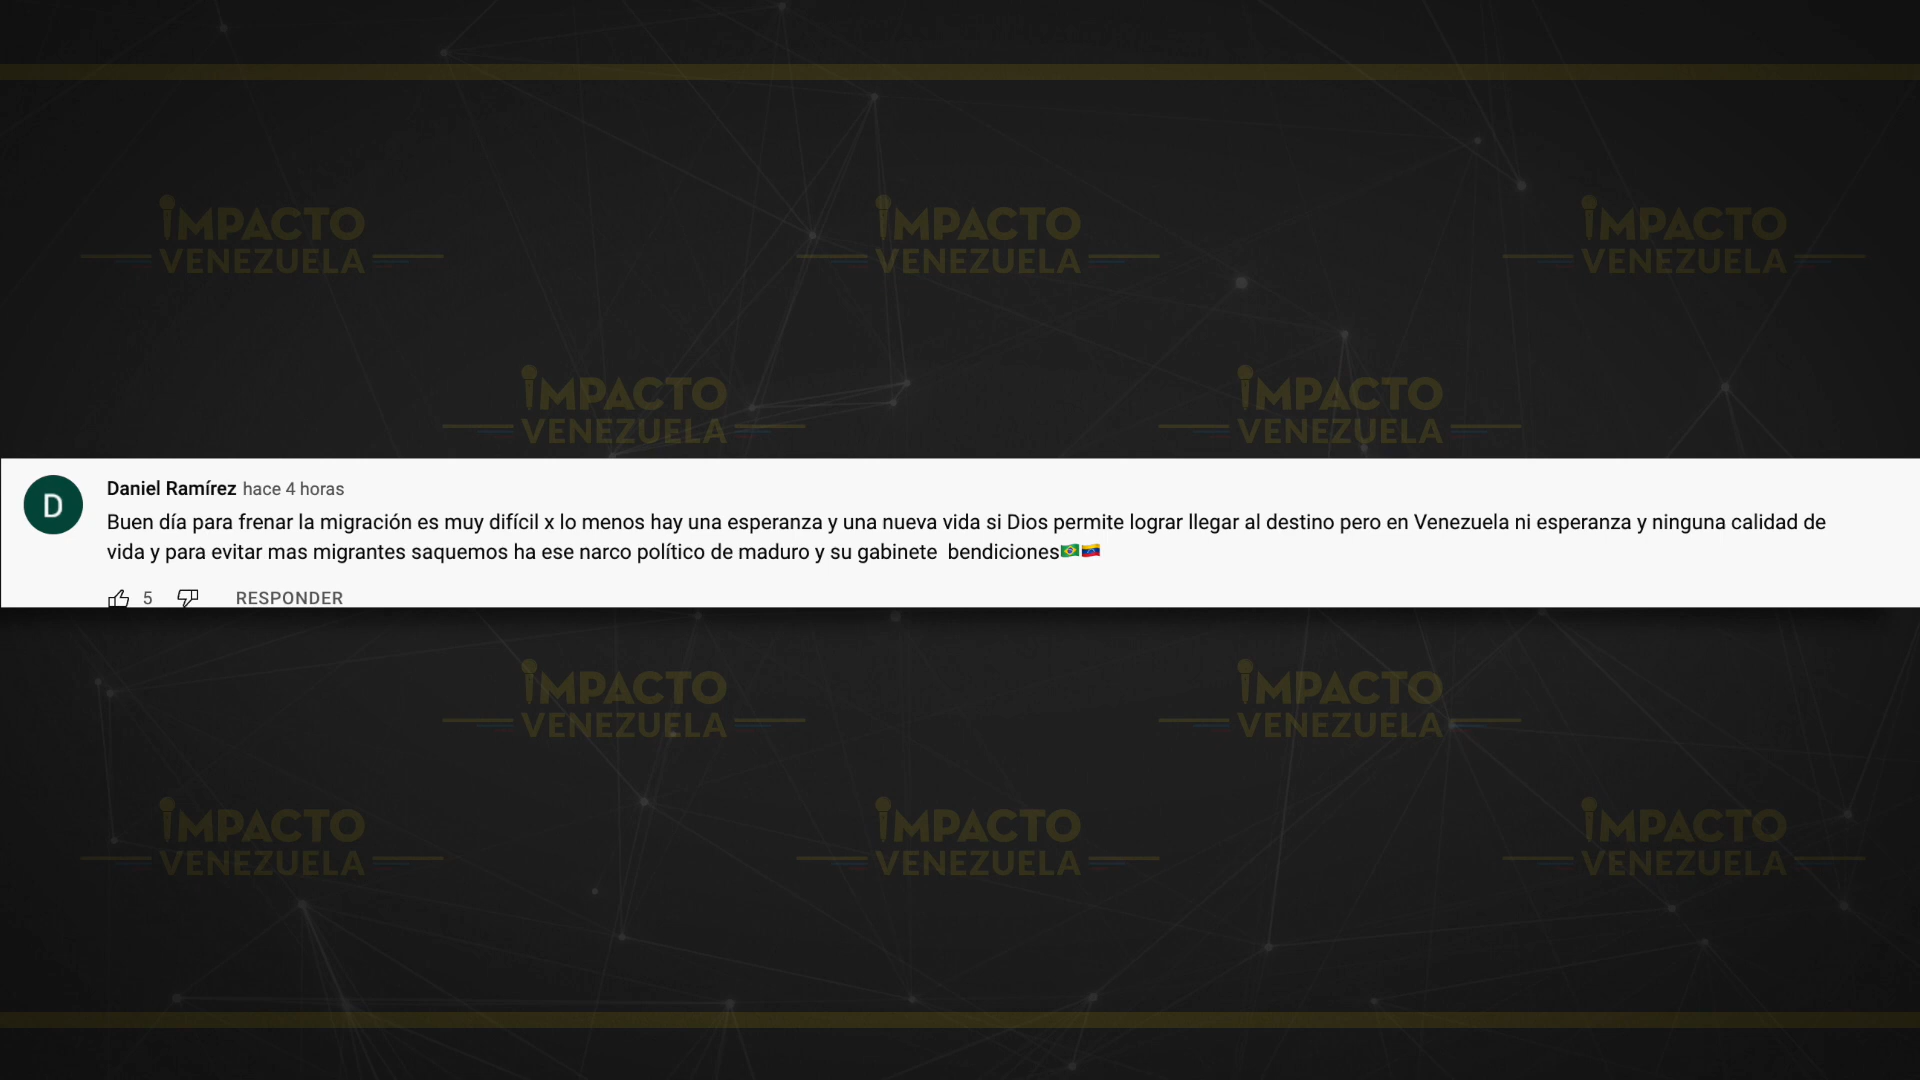 IMPACTO
VENEZUELA
IMPACTO
VENEZUELA
IMPACTO
VENEZUELA
IMPACTO
VENEZUELA
IMPACTO
VENEZUELA
D
Daniel Ramírez hace 4 horas
Buen día para frenar la migración es muy difícil x lo menos hay una esperanza y una nueva vida si Dios permite lograr llegar al destino pero en Venezuela ni esperanza y ninguna calidad de
vida y para evitar mas migrantes saquemos ha ese narco político de maduro y su gabinete bendiciones🇧🇷🇻🇪
5 RESPONDER
IMPACTO
VENEZUELA
IMPACTO
VENEZUELA
IMPACTO
VENEZUELA
IMPACTO
VENEZUELA
IMPACTO
VENEZUELA